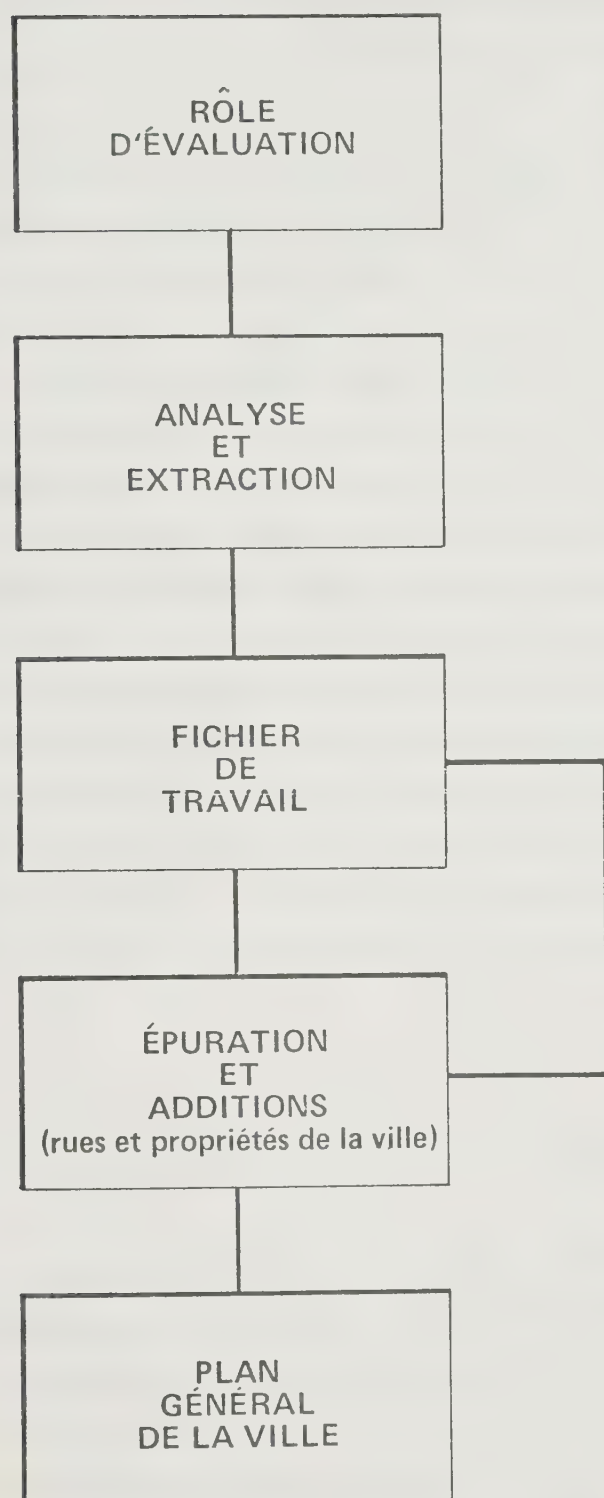 RÔLE
D'ÉVALUATION
ANALYSE
ET
EXTRACTION
FICHIER
DE
TRAVAIL
ÉPURATION
ET
ADDITIONS
(rues et propriétés de la ville)
PLAN
GÉNÉRAL
DE LA VILLE